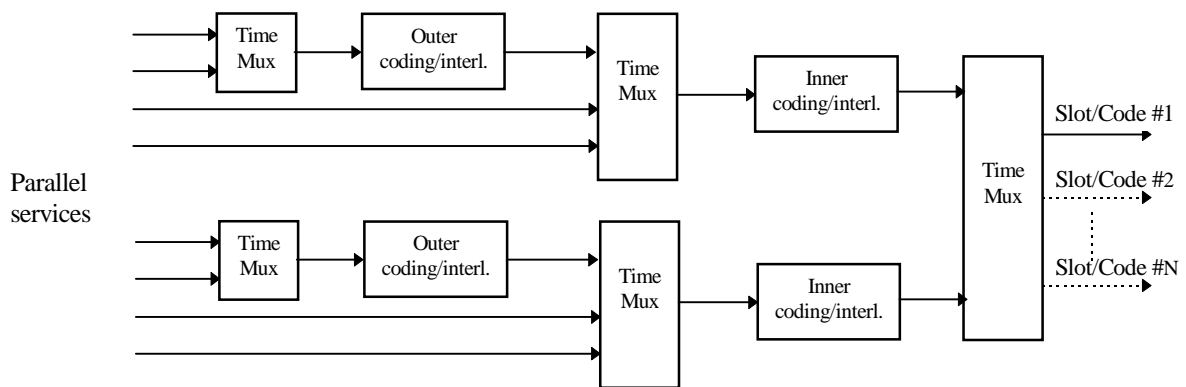 Time
Mux
Outer
coding/interl.
Time
Mux
Inner
coding/interl.
Slot/Code #1
Parallel
services
Time
Mux
Slot/Code #2
Time
Mux
Outer
coding/interl.
Time
Mux
Inner
coding/interl.
Slot/Code #N